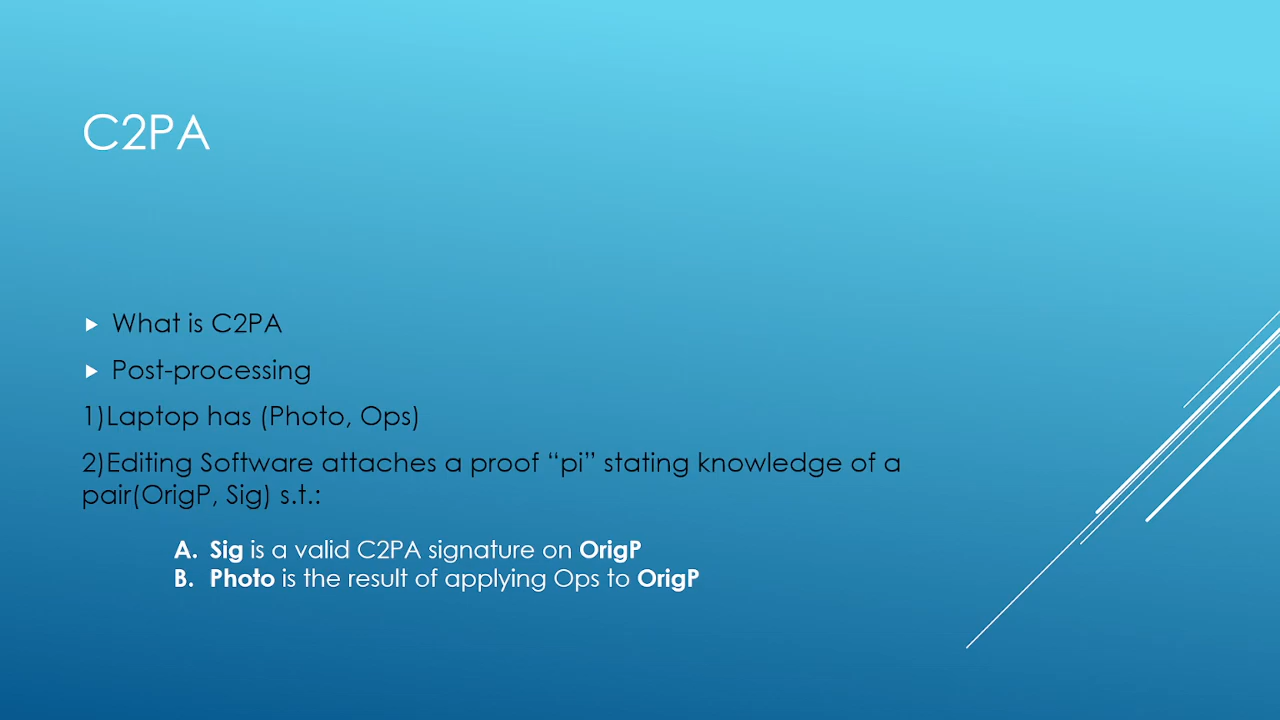 C2PA
What is C2PA
Post-processing
1)Laptop has (Photo, Ops)
2)Editing Software attaches a proof “pi” stating knowledge of a
pair(OrigP, Sig) s.t.:
A. Sig is a valid C2PA signature on OrigP
B. Photo is the result of applying Ops to OrigP